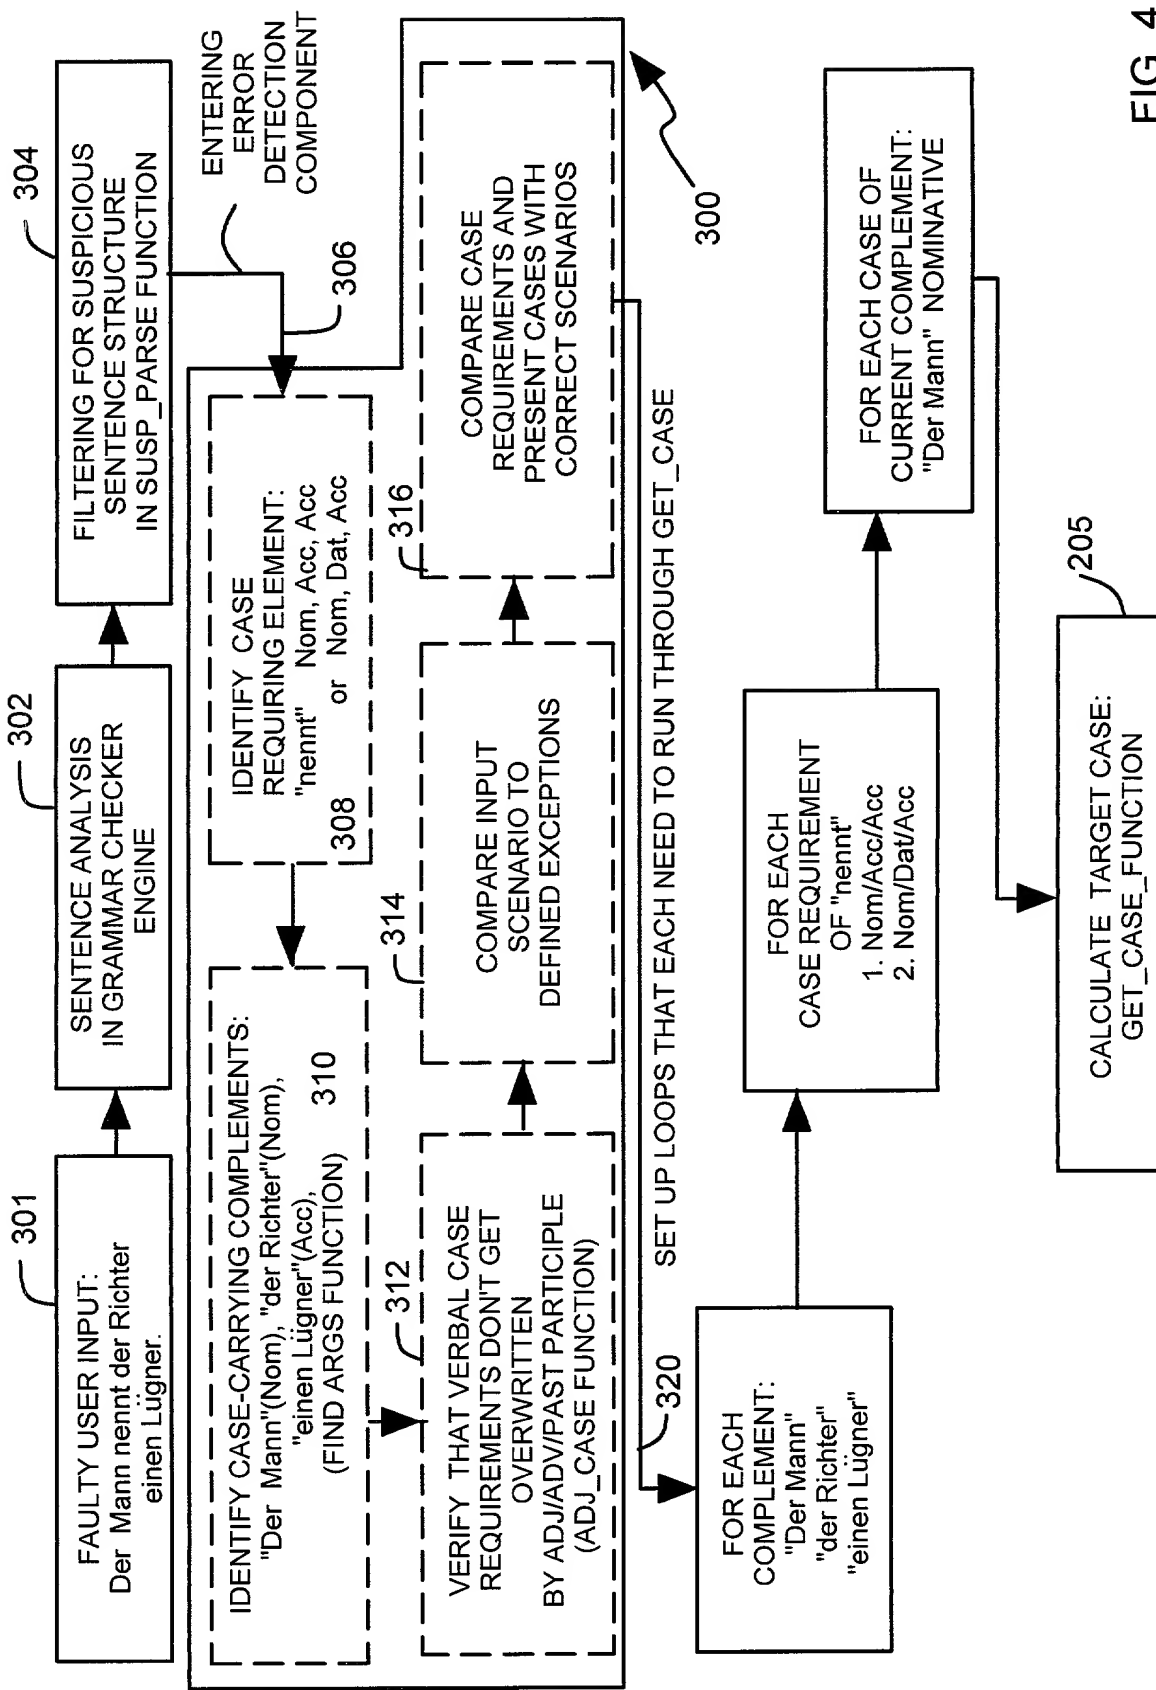 301
FAULTY USER INPUT:
Der Mann nennt der Richter
einen Lügner.
302
SENTENCE ANALYSIS
IN GRAMMAR CHECKER
ENGINE
304
FILTERING FOR SUSPICIOUS
SENTENCE STRUCTURE
IN SUSP_PARSE FUNCTION
ENTERING
ERROR
DETECTION
COMPONENT
306
IDENTIFY CASE
REQUIRING ELEMENT:
"nennt" Nom, Acc, Acc
or Nom, Dat, Acc
308
IDENTIFY CASE-CARRYING COMPLEMENTS:
"Der Mann"(Nom), "der Richter"(Nom),
"einen Lügner"(Acc),
(FIND ARGS FUNCTION)
310
312
VERIFY THAT VERBAL CASE
REQUIREMENTS DON'T GET
OVERWRITTEN
BY ADJ/ADV/PAST PARTICIPLE
(ADJ_CASE FUNCTION)
314
COMPARE INPUT
SCENARIO TO
DEFINED EXCEPTIONS
316
COMPARE CASE
REQUIREMENTS AND
PRESENT CASES WITH
CORRECT SCENARIOS
300
320
SET UP LOOPS THAT EACH NEED TO RUN THROUGH GET_CASE
FOR EACH
COMPLEMENT:
"Der Mann"
"der Richter"
"einen Lügner"
FOR EACH
CASE REQUIREMENT
OF "nennt"
1. Nom/Acc/Acc
2. Nom/Dat/Acc
FOR EACH CASE OF
CURRENT COMPLEMENT:
"Der Mann" NOMINATIVE
205
CALCULATE TARGET CASE:
GET_CASE_FUNCTION
FIG. 4